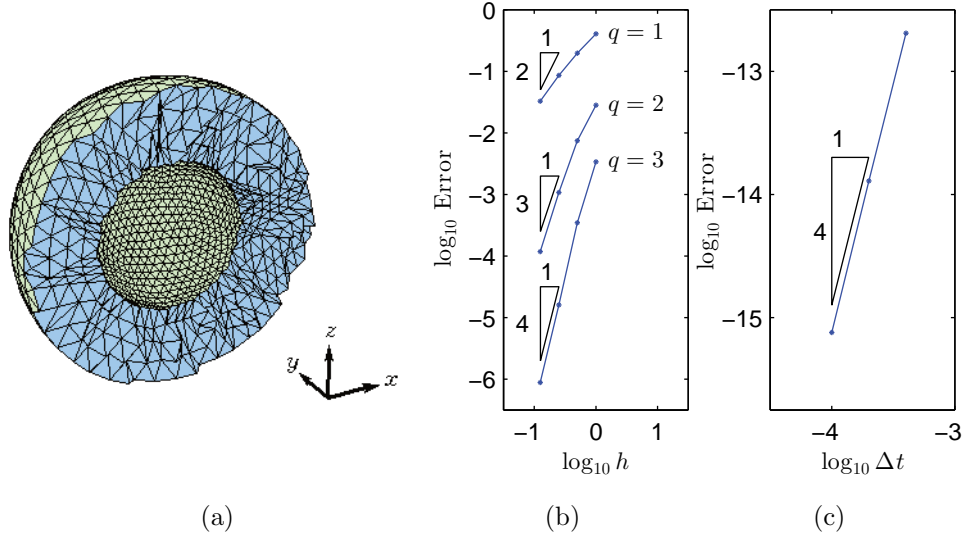 z
y
x
(a)
log₁₀ Error
0
−1
−2
−3
−4
−5
−6
1
2
q = 1
q = 2
1
3
q = 3
1
4
−1
0
1
log₁₀ h
(b)
log₁₀ Error
−13
−14
−15
1
4
−4
−3
log₁₀ Δt
(c)